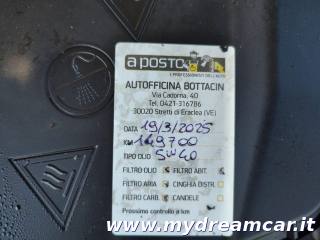 a posto
I PROFESSIONISTI DELL'AUTO
AUTOFFICINA BOTTACIN
Via Cadorna, 40
Tel. 0421-316786
30020 Stretti di Eraclea (VE)
DATA 19/3/2025
KM 149700
TIPO OLIO 5W40
FILTRO OLIO FILTRO ABIT.
FILTRO ARIA CINGHIA DISTR.
FILTRO CARB. CANDELE
Prossimo controllo a km
www.mydreamcar.it